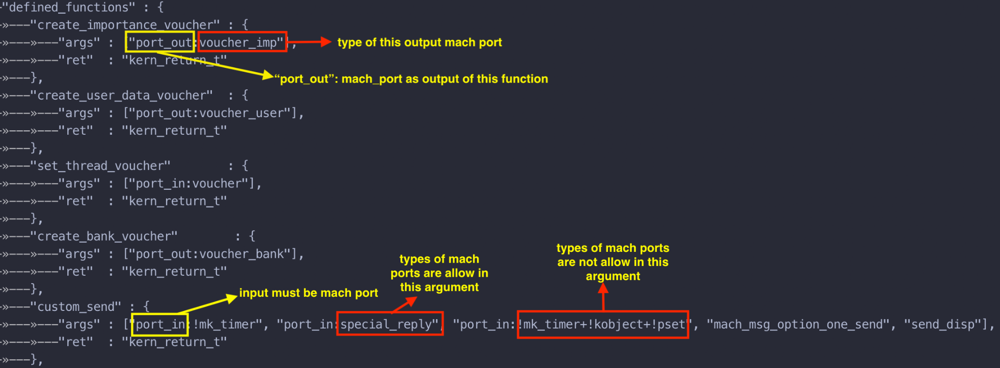 "defined_functions" : {
—»———"create_importance_voucher" : {
—»———»———"args" : ["port_out:voucher_imp"], type of this output mach port
—»———»———"ret"  : "kern_return_t"
—»———}, “port_out”: mach_port as output of this function
—»———"create_user_data_voucher"  : {
—»———»———"args" : ["port_out:voucher_user"],
—»———»———"ret"  : "kern_return_t"
—»———},
—»———"set_thread_voucher"        : {
—»———»———"args" : ["port_in:voucher"],
—»———»———"ret"  : "kern_return_t"
—»———},
—»———"create_bank_voucher"        : {
—»———»———"args" : ["port_out:voucher_bank"],
—»———»———"ret"  : "kern_return_t"
—»———},
types of mach
ports are allow in
this argument
types of mach ports
are not allow in this
argument
input must be mach port
—»———"custom_send" : {
—»———»———"args" : ["port_in:!mk_timer", "port_in:special_reply", "port_in:!mk_timer+!kobject+!pset", "mach_msg_option_one_send", "send_disp"],
—»———»———"ret"  : "kern_return_t"
—»———},